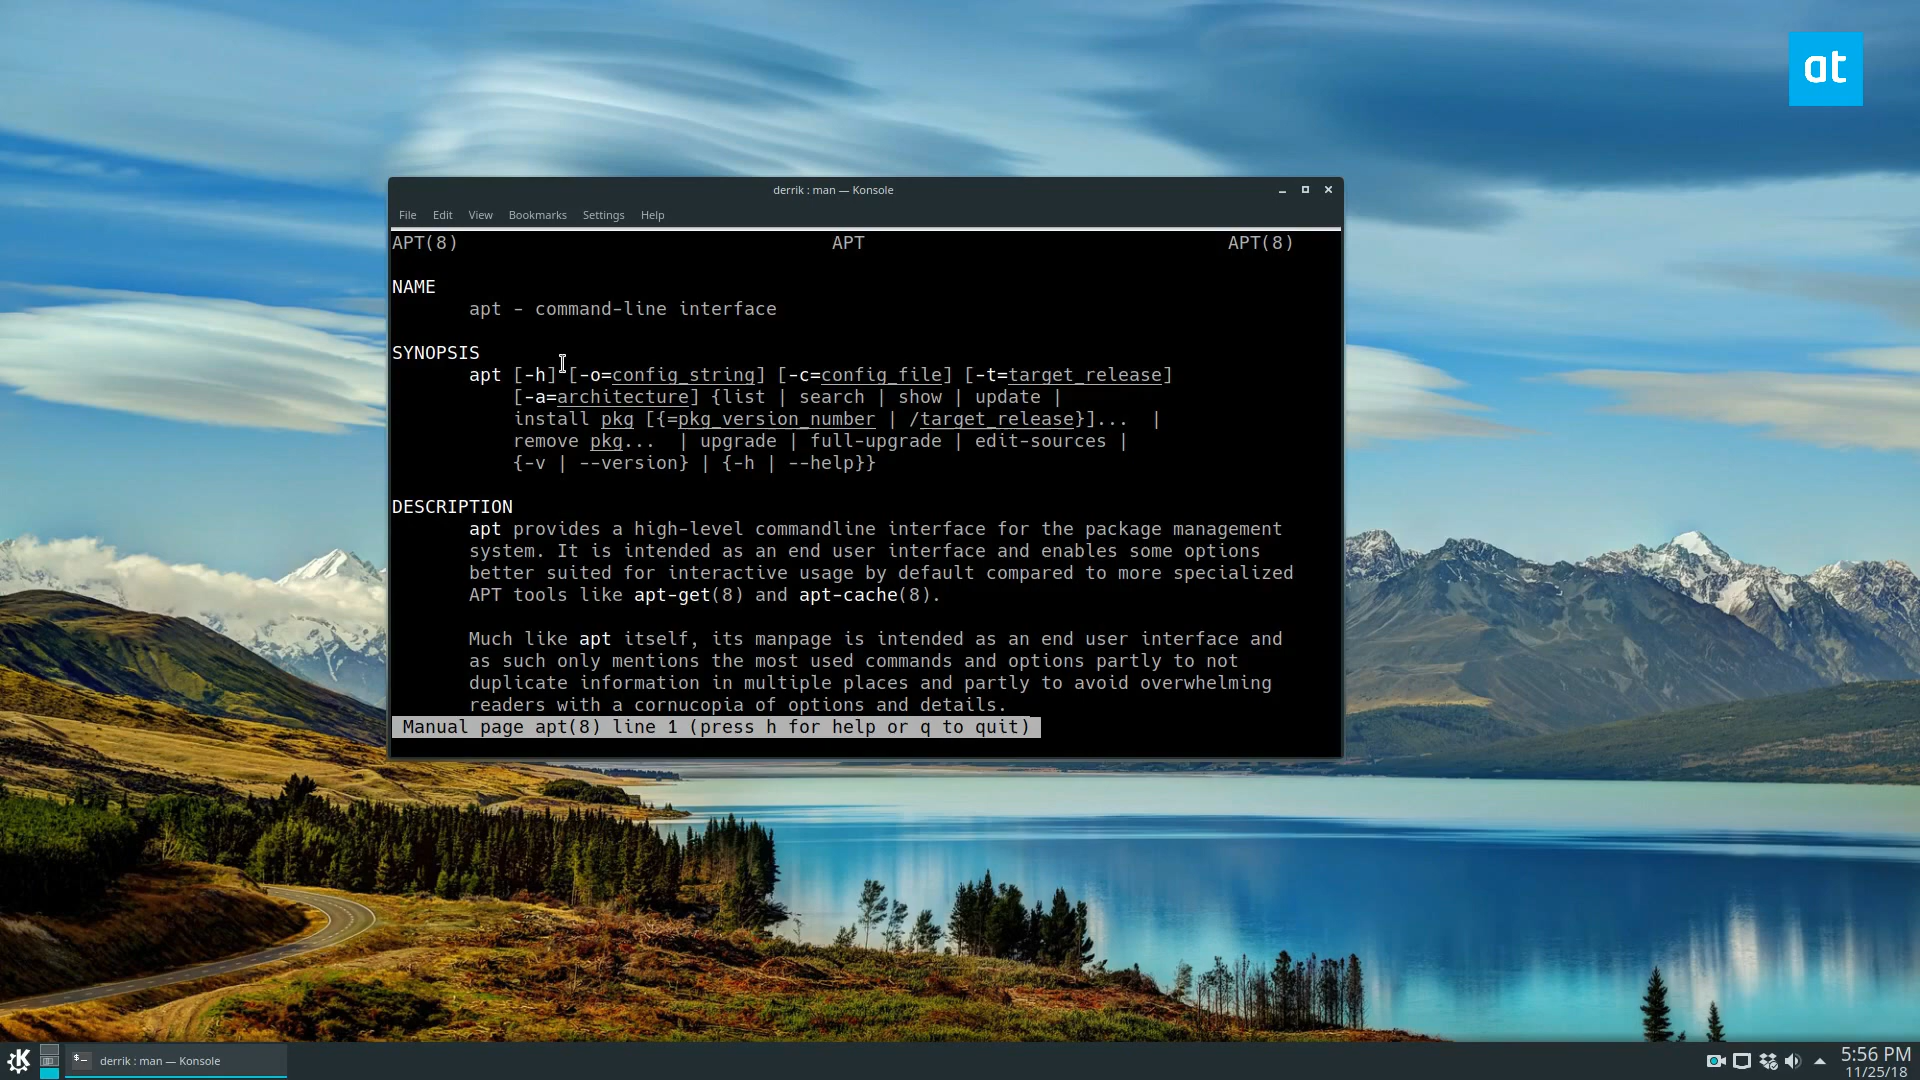 at
derrik : man — Konsole
File Edit View Bookmarks Settings Help
APT(8) APT APT(8)
NAME
apt - command-line interface
SYNOPSIS
apt [-h] [-o=config_string] [-c=config_file] [-t=target_release]
[-a=architecture] {list | search | show | update |
install pkg [{=pkg_version_number | /target_release}]... |
remove pkg... | upgrade | full-upgrade | edit-sources |
{-v | --version} | {-h | --help}}
DESCRIPTION
apt provides a high-level commandline interface for the package management
system. It is intended as an end user interface and enables some options
better suited for interactive usage by default compared to more specialized
APT tools like apt-get(8) and apt-cache(8).
Much like apt itself, its manpage is intended as an end user interface and
as such only mentions the most used commands and options partly to not
duplicate information in multiple places and partly to avoid overwhelming
readers with a cornucopia of options and details.
Manual page apt(8) line 1 (press h for help or q to quit)
derrik : man — Konsole
5:56 PM
11/25/18